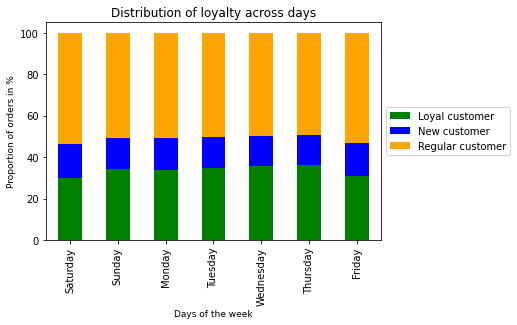 Distribution of loyalty across days
Proportion of orders in %
100
80
60
40
20
0
Saturday
Sunday
Monday
Tuesday
Wednesday
Thursday
Friday
Days of the week
Loyal customer
New customer
Regular customer